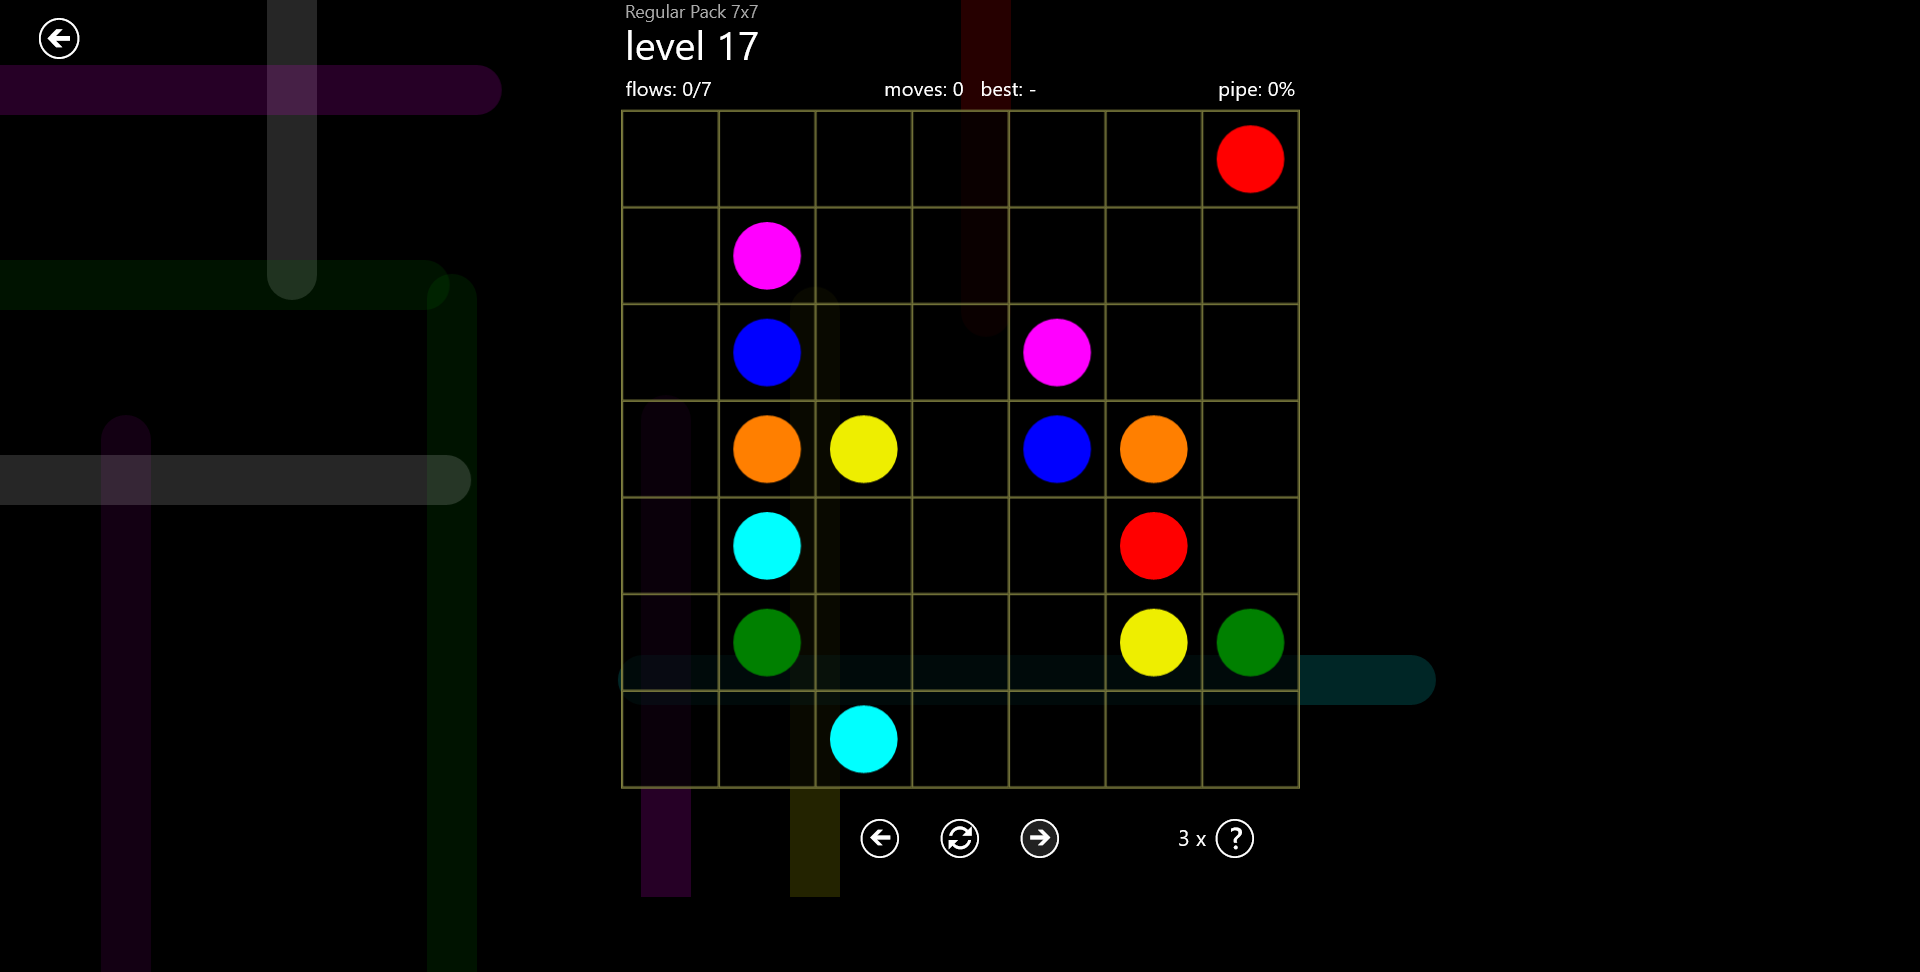 Regular Pack 7x7
level 17
flows: 0/7 moves: 0 best: - pipe: 0%
3 x ?